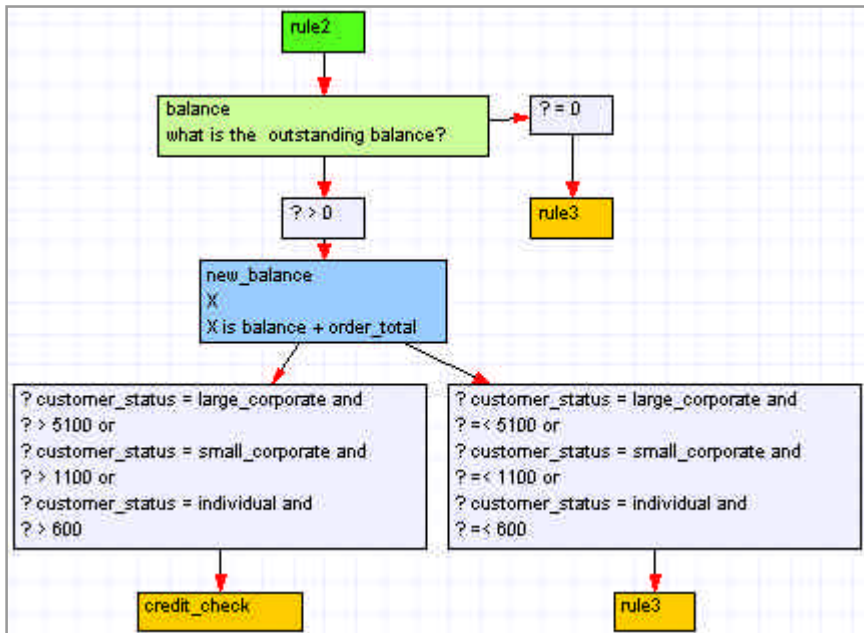 rule2
balance
what is the outstanding balance?
? = 0
? > 0
rule3
new_balance
X
X is balance + order_total
? customer_status = large_corporate and
? > 5100 or
? customer_status = small_corporate and
? > 1100 or
? customer_status = individual and
? > 600
? customer_status = large_corporate and
? =< 5100 or
? customer_status = small_corporate and
? =< 1100 or
? customer_status = individual and
? =< 600
credit_check
rule3